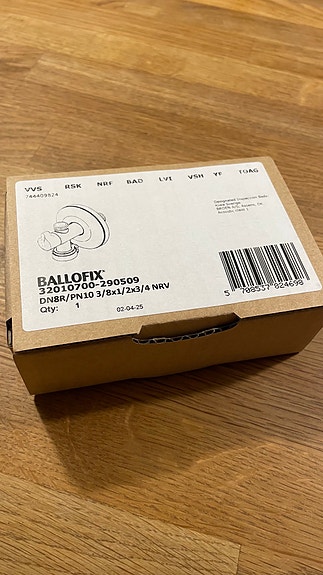 VVS RSK NRF BAD LVI VSH YF TOAG
744409524
BALLOFIX®
32010700-290509
DN8R/PN10 3/8x1/2x3/4 NRV
Qty: 1 02-04-25
5 708537 024698